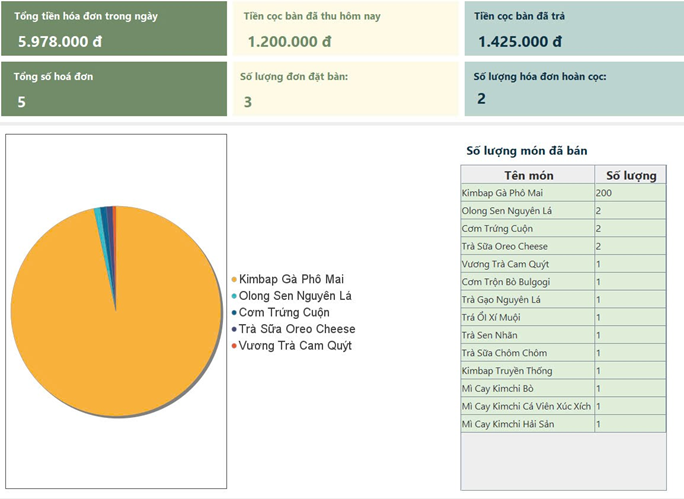 Tổng tiền hóa đơn trong ngày
5.978.000 đ
Tiền cọc bàn đã thu hôm nay
1.200.000 đ
Tiền cọc bàn đã trả
1.425.000 đ
Tổng số hoá đơn
5
Số lượng đơn đặt bàn:
3
Số lượng hóa đơn hoàn cọc:
2
Kimbap Gà Phô Mai
Olong Sen Nguyên Lá
Cơm Trứng Cuộn
Trà Sữa Oreo Cheese
Vương Trà Cam Quýt
Số lượng món đã bán
Tên món Số lượng
Kimbap Gà Phô Mai 200
Olong Sen Nguyên Lá 2
Cơm Trứng Cuộn 2
Trà Sữa Oreo Cheese 2
Vương Trà Cam Quýt 1
Cơm Trộn Bò Bulgogi 1
Trà Gạo Nguyên Lá 1
Trá Ổi Xí Muội 1
Trà Sen Nhãn 1
Trà Sữa Chôm Chôm 1
Kimbap Truyền Thống 1
Mì Cay Kimchi Bò 1
Mì Cay Kimchi Cá Viên Xúc Xích 1
Mì Cay Kimchi Hải Sản 1